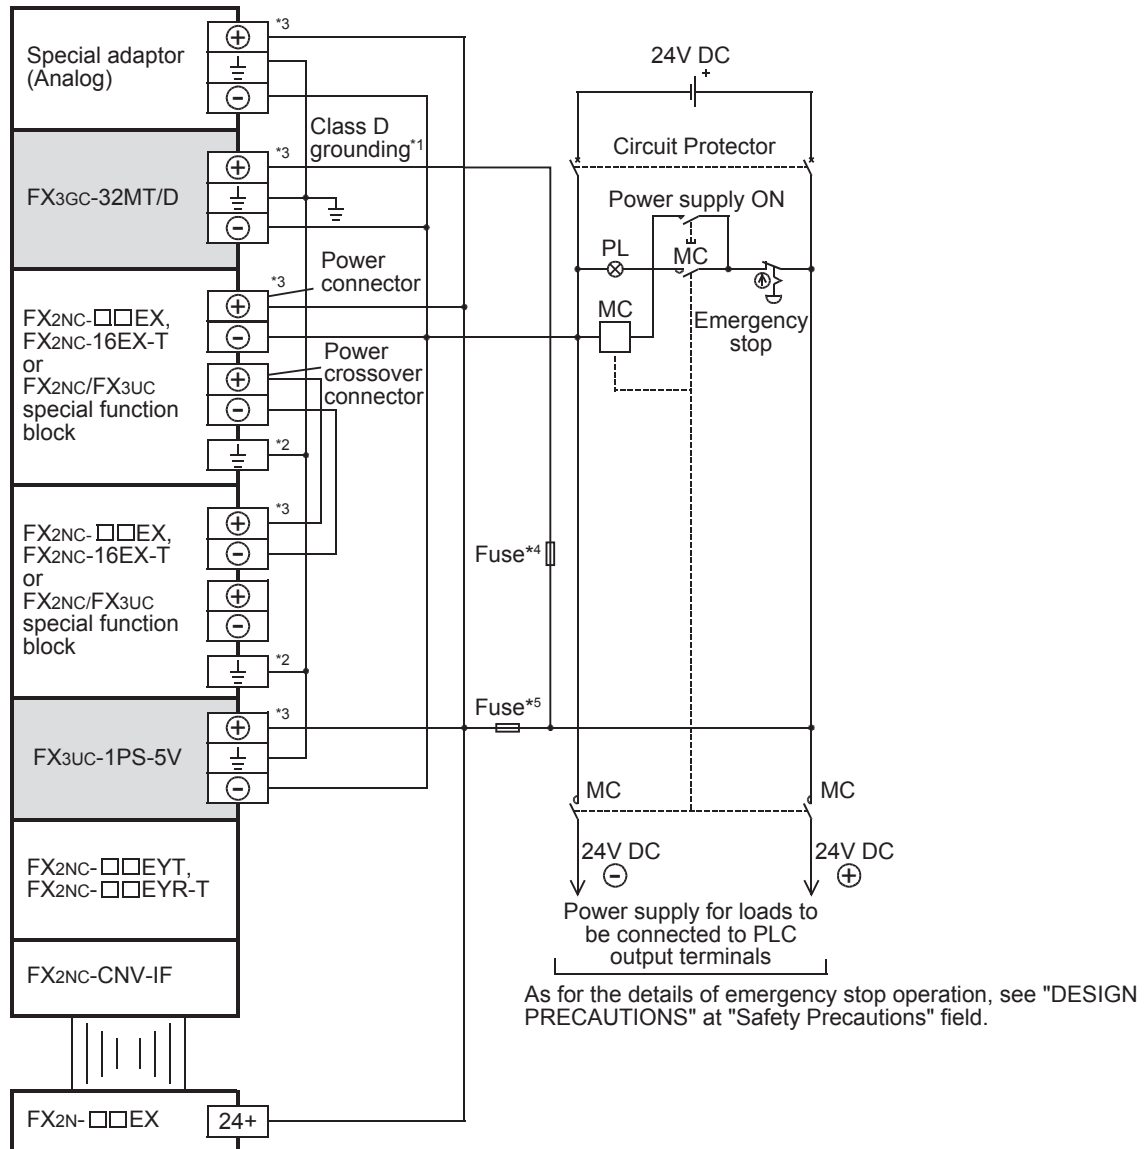 Special adaptor
(Analog)
*3
Class D
grounding*1
24V DC
+
Circuit Protector
FX3GC-32MT/D
*3
Power supply ON
PL
MC
MC
Emergency
stop
Power
connector
*3
FX2NC-□□EX,
FX2NC-16EX-T
or
FX2NC/FX3UC
special function
block
Power
crossover
connector
*2
FX2NC-□□EX,
FX2NC-16EX-T
or
FX2NC/FX3UC
special function
block
*3
Fuse*4
*2
FX3UC-1PS-5V
*3
Fuse*5
MC
MC
24V DC
24V DC
Power supply for loads to
be connected to PLC
output terminals
FX2NC-□□EYT,
FX2NC-□□EYR-T
FX2NC-CNV-IF
As for the details of emergency stop operation, see "DESIGN
PRECAUTIONS" at "Safety Precautions" field.
FX2N-□□EX
24+